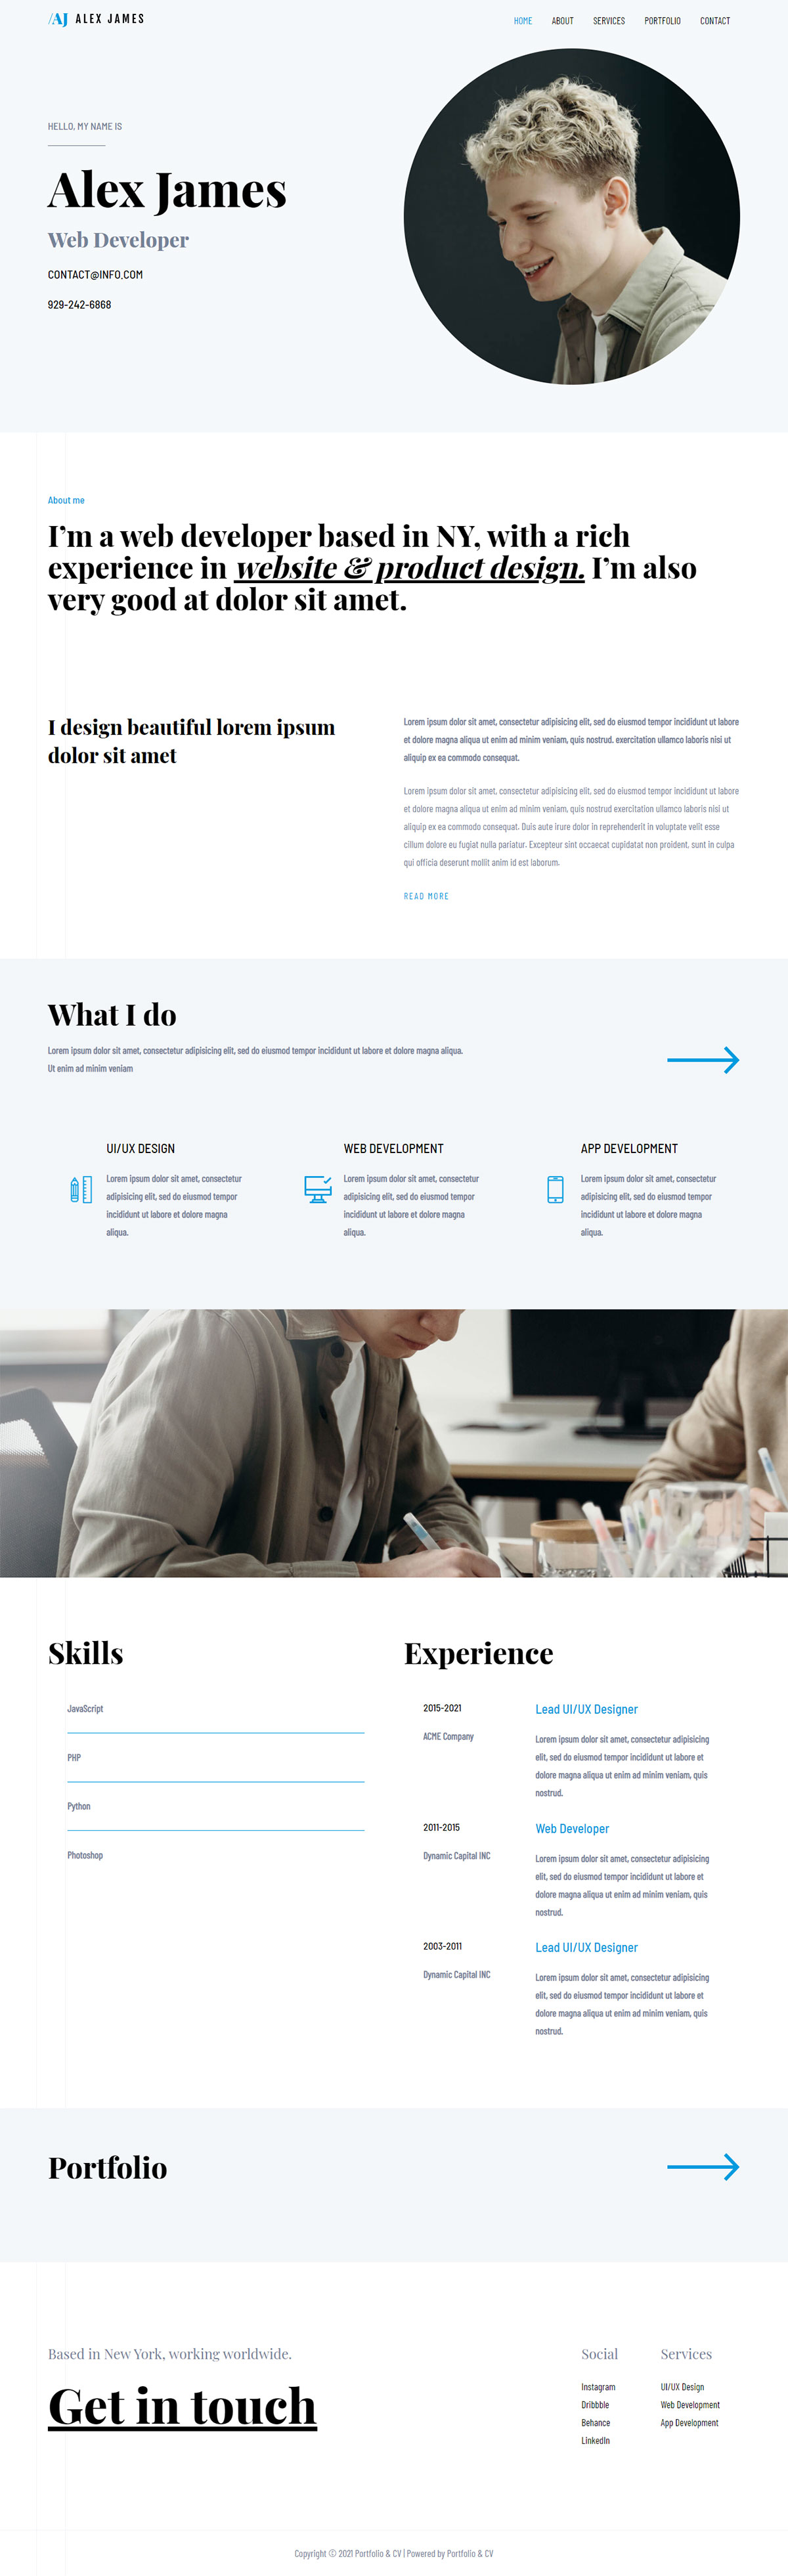 /AJ ALEX JAMES
HOME ABOUT SERVICES PORTFOLIO CONTACT
HELLO, MY NAME IS
Alex James
Web Developer
CONTACT@INFO.COM
929-242-6868
About me
I’m a web developer based in NY, with a rich
experience in website & product design. I’m also
very good at dolor sit amet.
I design beautiful lorem ipsum
dolor sit amet
Lorem ipsum dolor sit amet, consectetur adipisicing elit, sed do eiusmod tempor incididunt ut labore
et dolore magna aliqua ut enim ad minim veniam, quis nostrud. exercitation ullamco laboris nisi ut
aliquip ex ea commodo consequat.
Lorem ipsum dolor sit amet, consectetur adipisicing elit, sed do eiusmod tempor incididunt ut labore
et dolore magna aliqua ut enim ad minim veniam, quis nostrud exercitation ullamco laboris nisi ut
aliquip ex ea commodo consequat. Duis aute irure dolor in reprehenderit in voluptate velit esse
cillum dolore eu fugiat nulla pariatur. Excepteur sint occaecat cupidatat non proident, sunt in culpa
qui officia deserunt mollit anim id est laborum.
READ MORE
What I do
Lorem ipsum dolor sit amet, consectetur adipisicing elit, sed do eiusmod tempor incididunt ut labore et dolore magna aliqua.
Ut enim ad minim veniam
UI/UX DESIGN
Lorem ipsum dolor sit amet, consectetur
adipisicing elit, sed do eiusmod tempor
incididunt ut labore et dolore magna
aliqua.
WEB DEVELOPMENT
Lorem ipsum dolor sit amet, consectetur
adipisicing elit, sed do eiusmod tempor
incididunt ut labore et dolore magna
aliqua.
APP DEVELOPMENT
Lorem ipsum dolor sit amet, consectetur
adipisicing elit, sed do eiusmod tempor
incididunt ut labore et dolore magna
aliqua.
Skills
JavaScript
PHP
Python
Photoshop
Experience
2015-2021
ACME Company
Lead UI/UX Designer
Lorem ipsum dolor sit amet, consectetur adipisicing
elit, sed do eiusmod tempor incididunt ut labore et
dolore magna aliqua ut enim ad minim veniam, quis
nostrud.
2011-2015
Dynamic Capital INC
Web Developer
Lorem ipsum dolor sit amet, consectetur adipisicing
elit, sed do eiusmod tempor incididunt ut labore et
dolore magna aliqua ut enim ad minim veniam, quis
nostrud.
2003-2011
Dynamic Capital INC
Lead UI/UX Designer
Lorem ipsum dolor sit amet, consectetur adipisicing
elit, sed do eiusmod tempor incididunt ut labore et
dolore magna aliqua ut enim ad minim veniam, quis
nostrud.
Portfolio
Based in New York, working worldwide.
Get in touch
Social
Instagram
Dribbble
Behance
LinkedIn
Services
UI/UX Design
Web Development
App Development
Copyright © 2021 Portfolio & CV | Powered by Portfolio & CV